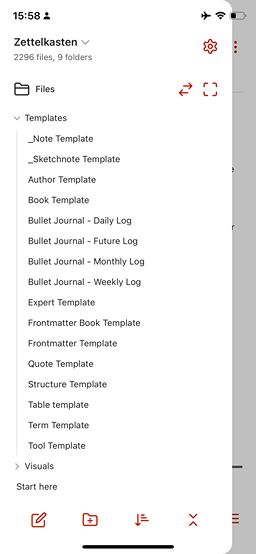 15:58
Zettelkasten
2296 files, 9 folders
Files
Templates
_Note Template
_Sketchnote Template
Author Template
Book Template
Bullet Journal - Daily Log
Bullet Journal - Future Log
Bullet Journal - Monthly Log
Bullet Journal - Weekly Log
Expert Template
Frontmatter Book Template
Frontmatter Template
Quote Template
Structure Template
Table template
Term Template
Tool Template
Visuals
Start here